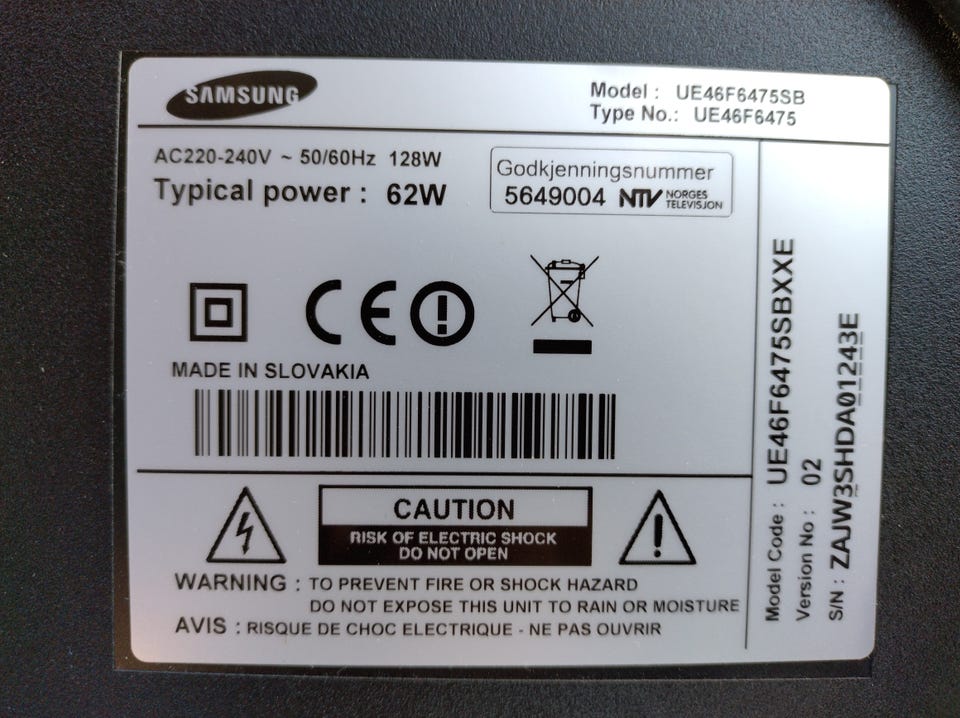 SAMSUNG
Model : UE46F6475SB
Type No.: UE46F6475
AC220-240V ~ 50/60Hz 128W
Typical power : 62W
Godkjenningsnummer
5649004 NTV NORGES TELEVISJON
CE
MADE IN SLOVAKIA
CAUTION
RISK OF ELECTRIC SHOCK
DO NOT OPEN
WARNING : TO PREVENT FIRE OR SHOCK HAZARD
DO NOT EXPOSE THIS UNIT TO RAIN OR MOISTURE
AVIS : RISQUE DE CHOC ELECTRIQUE - NE PAS OUVRIR
Model Code : UE46F6475SBXXE
Version No : 02
S/N : ZAJW3SHDA01243E